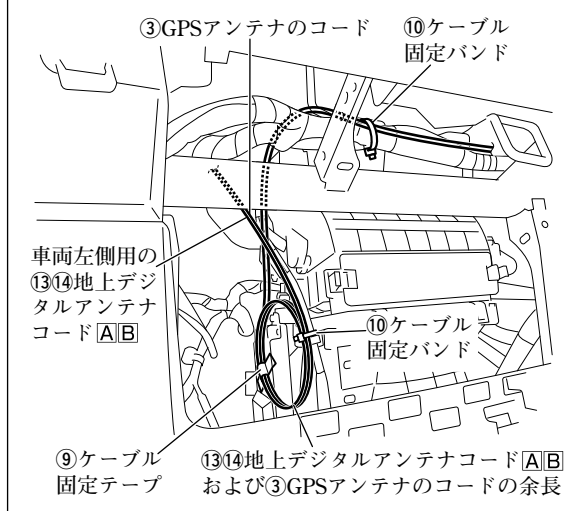 ③GPSアンテナのコード
⑩ケーブル
固定バンド
車両左側用の
⑬⑭地上デジ
タルアンテナ
コードAB
⑩ケーブル
固定バンド
⑨ケーブル
固定テープ
⑬⑭地上デジタルアンテナコードAB
および③GPSアンテナのコードの余長